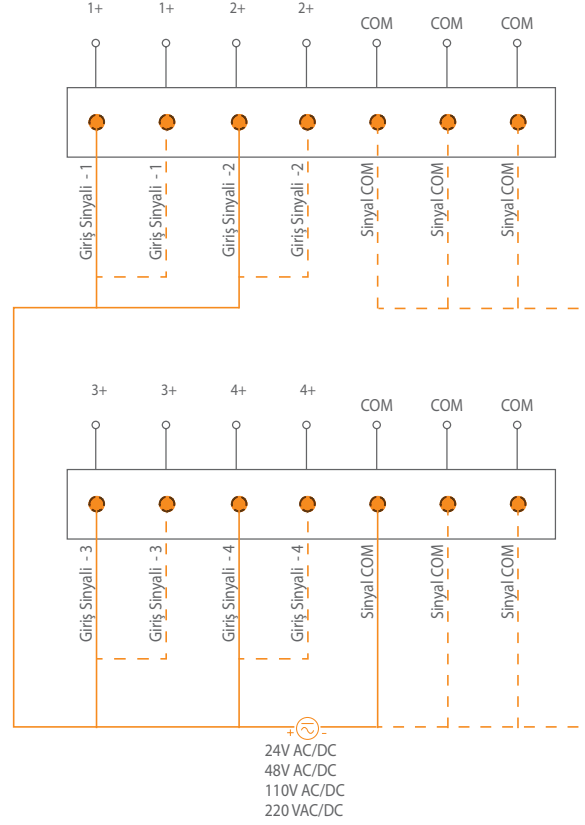 1+ 1+ 2+ 2+ COM COM COM
Giriş Sinyali - 1
Giriş Sinyali - 1
Giriş Sinyali -2
Giriş Sinyali -2
Sinyal COM
Sinyal COM
Sinyal COM
3+ 3+ 4+ 4+ COM COM COM
Giriş Sinyali - 3
Giriş Sinyali - 3
Giriş Sinyali - 4
Giriş Sinyali - 4
Sinyal COM
Sinyal COM
Sinyal COM
+ -
24V AC/DC
48V AC/DC
110V AC/DC
220 VAC/DC